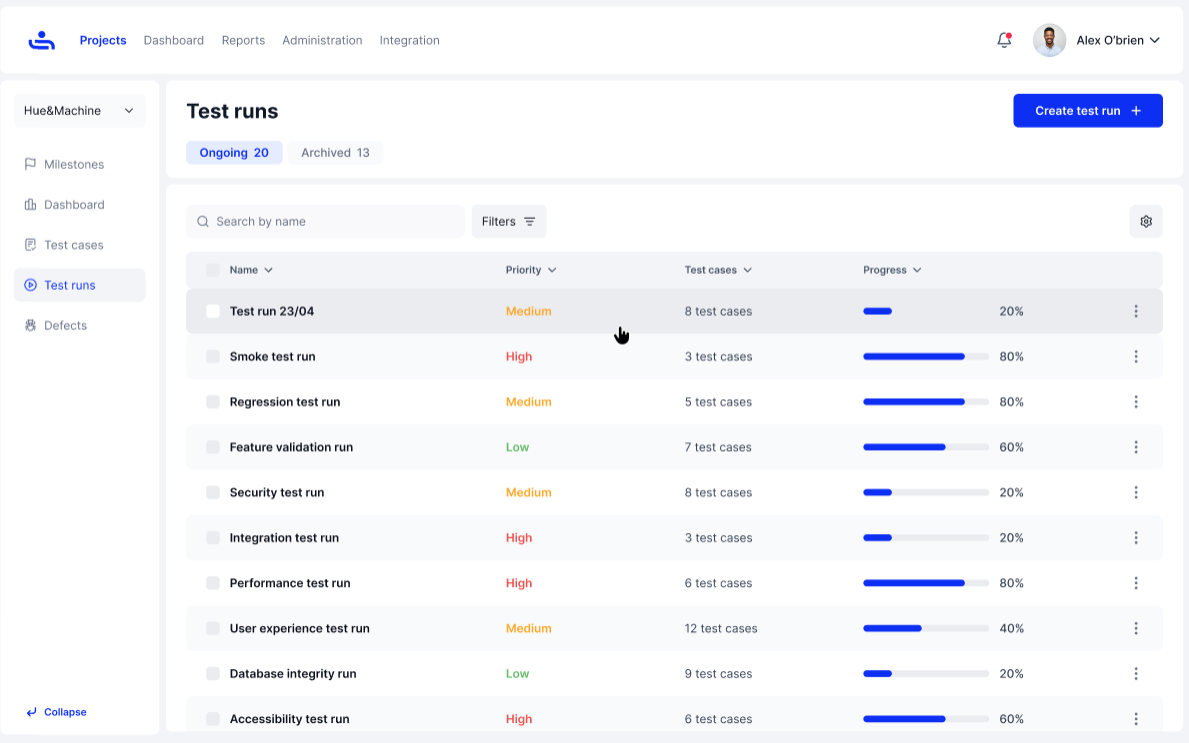 Projects Dashboard Reports Administration Integration
Alex O’brien
Hue&Machine
Milestones
Dashboard
Test cases
Test runs
Defects
Collapse
Test runs
Create test run
Ongoing 20 Archived 13
Search by name
Filters
Name Priority Test cases Progress
Test run 23/04 Medium 8 test cases 20%
Smoke test run High 3 test cases 80%
Regression test run Medium 5 test cases 80%
Feature validation run Low 7 test cases 60%
Security test run Medium 8 test cases 20%
Integration test run High 3 test cases 20%
Performance test run High 6 test cases 80%
User experience test run Medium 12 test cases 40%
Database integrity run Low 9 test cases 20%
Accessibility test run High 6 test cases 60%